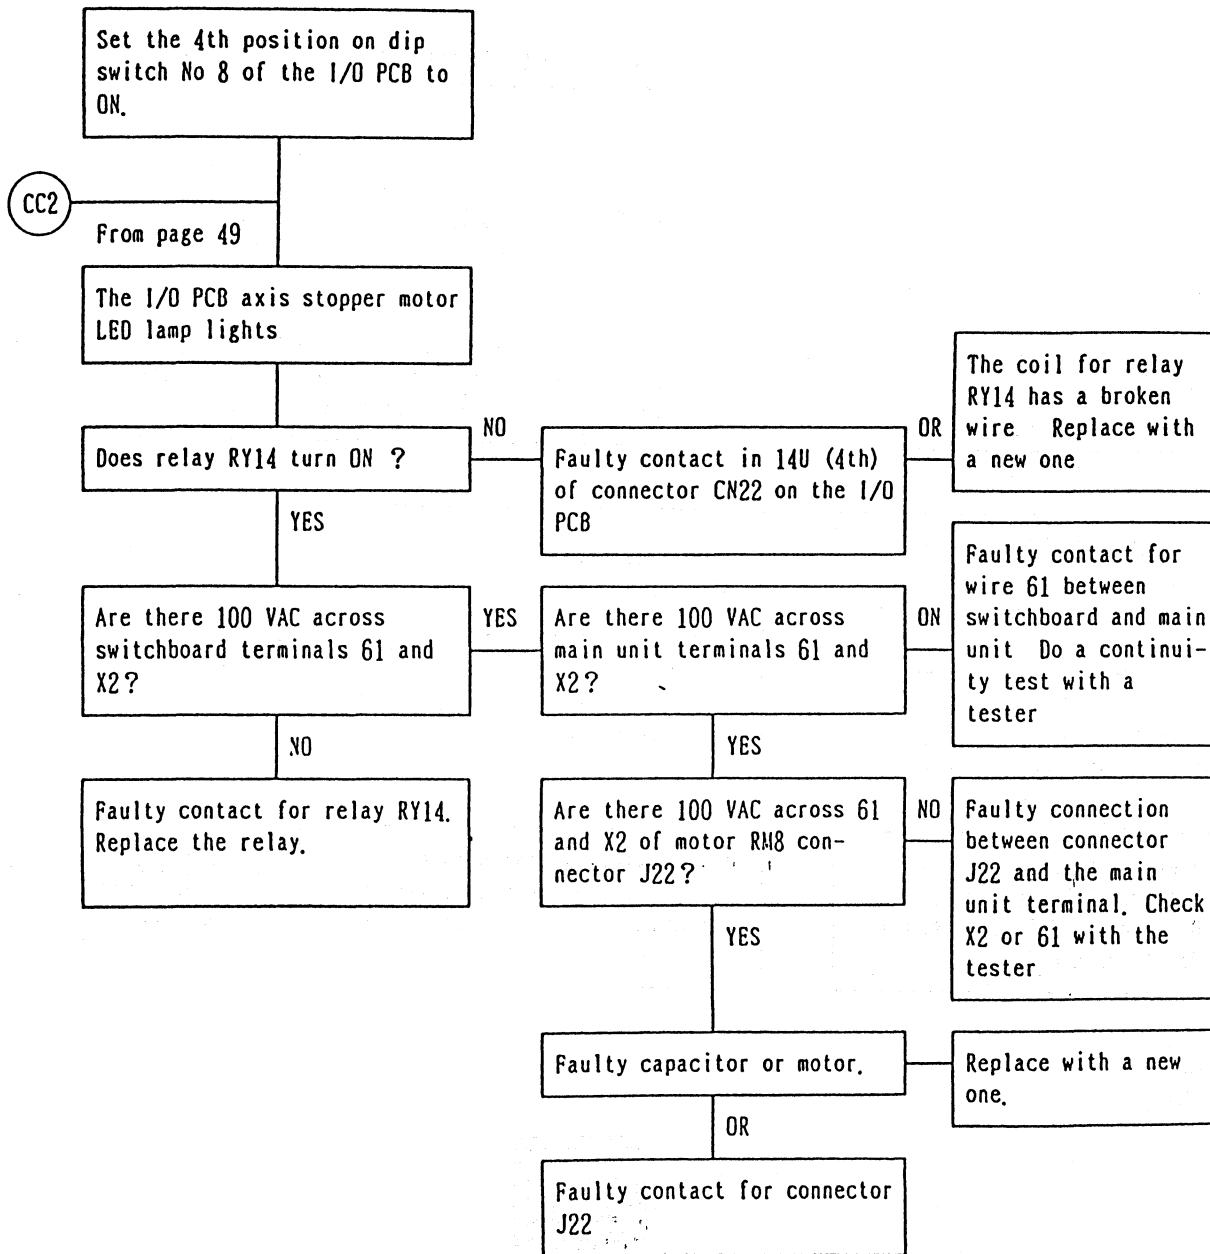 Set the 4th position on dip
switch No 8 of the I/O PCB to
ON.
CC2
From page 49
The I/O PCB axis stopper motor
LED lamp lights
Does relay RY14 turn ON ?
NO
Faulty contact in 14U (4th)
of connector CN22 on the I/O
PCB
OR
The coil for relay
RY14 has a broken
wire Replace with
a new one
YES
Are there 100 VAC across
switchboard terminals 61 and
X2?
YES
Are there 100 VAC across
main unit terminals 61 and
X2?
ON
Faulty contact for
wire 61 between
switchboard and main
unit Do a continui-
ty test with a
tester
NO
Faulty contact for relay RY14.
Replace the relay.
YES
Are there 100 VAC across 61
and X2 of motor RM8 con-
nector J22?
NO
Faulty connection
between connector
J22 and the main
unit terminal. Check
X2 or 61 with the
tester
YES
Faulty capacitor or motor.
Replace with a new
one.
OR
Faulty contact for connector
J22